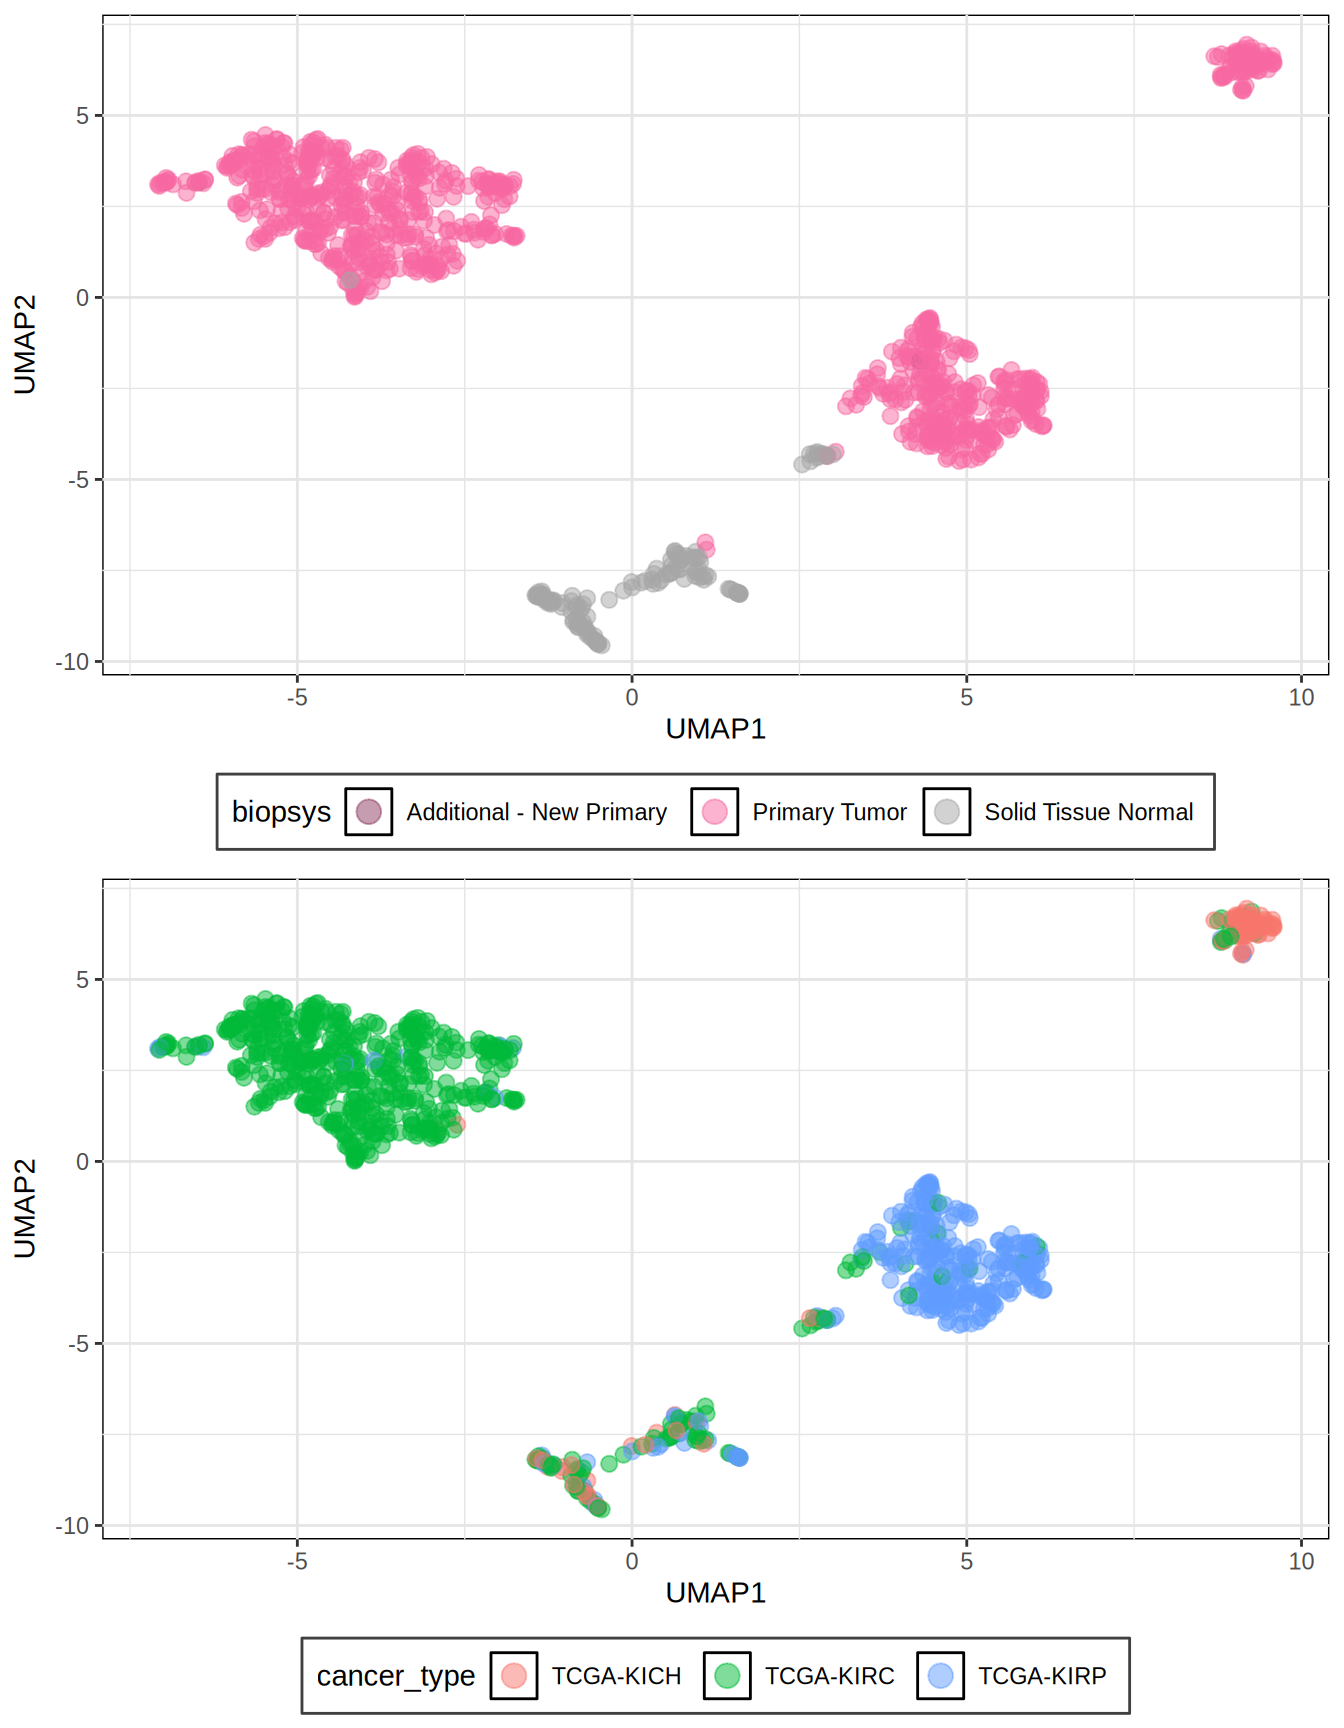 5
0
-5
-10
UMAP2
-5 0 5 10
UMAP1
biopsys Additional - New Primary Primary Tumor Solid Tissue Normal
5
0
-5
-10
UMAP2
-5 0 5 10
UMAP1
cancer_type TCGA-KICH TCGA-KIRC TCGA-KIRP